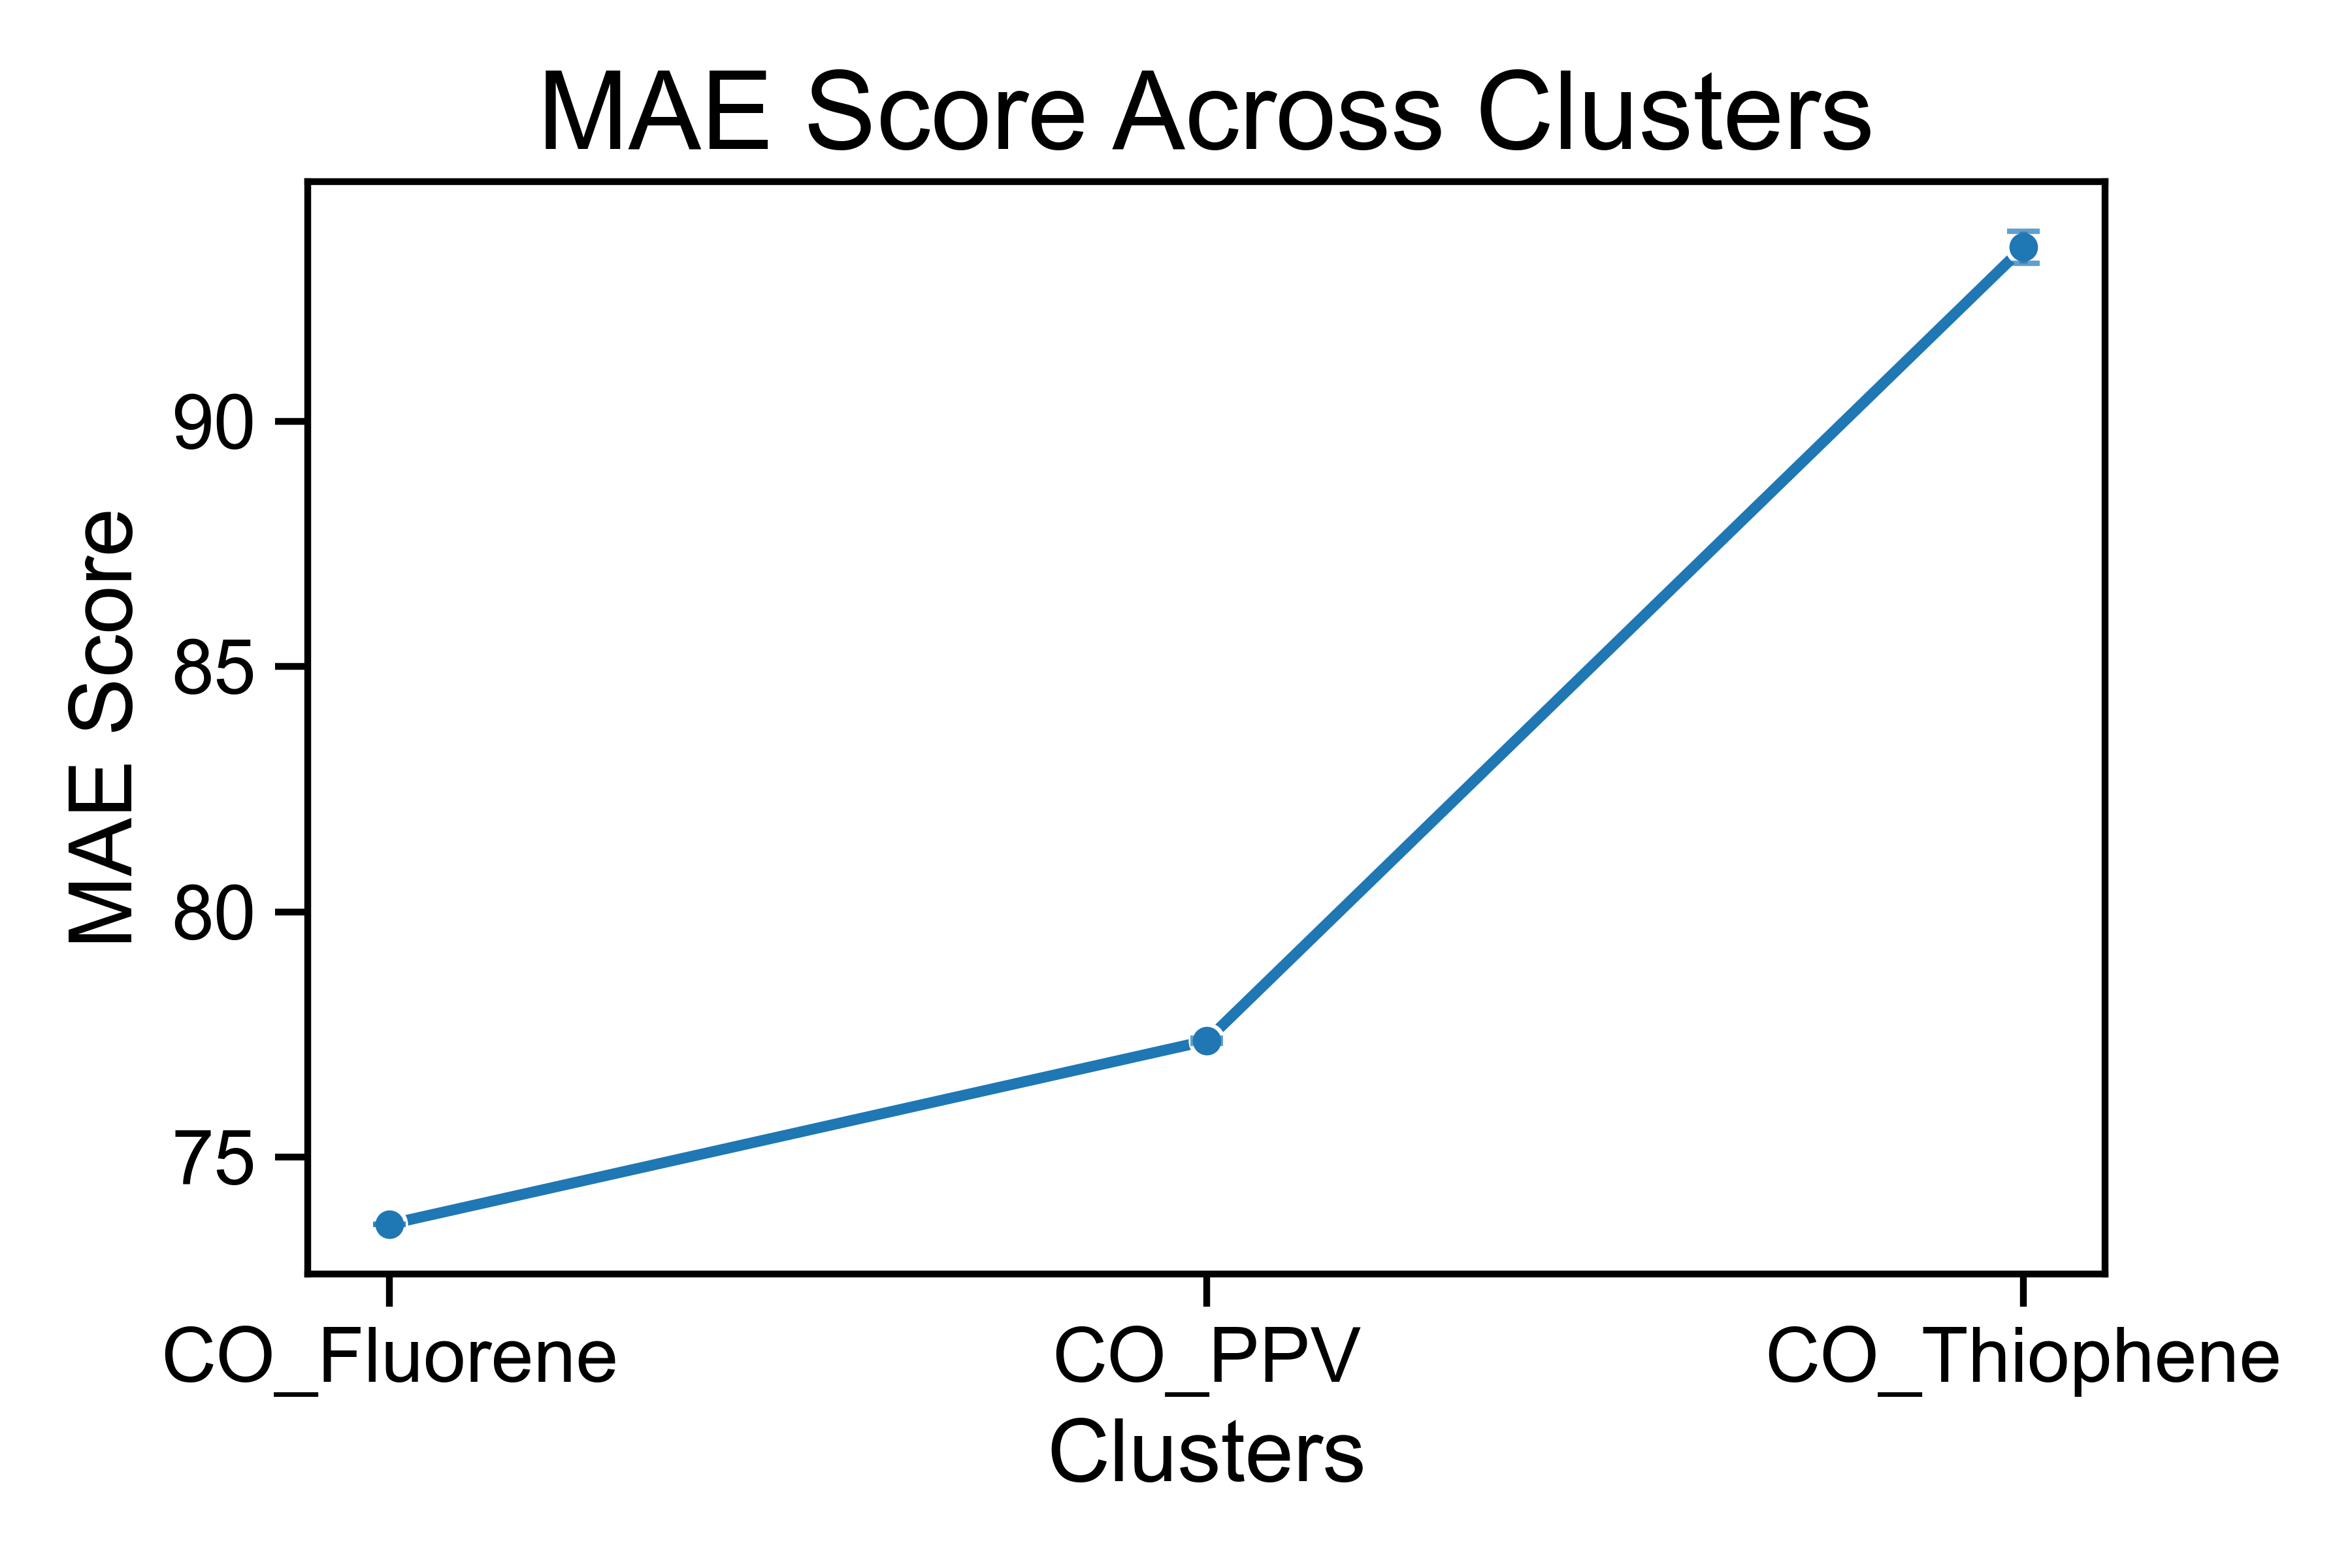 MAE Score Across Clusters
MAE Score
90
85
80
75
CO_Fluorene
CO_PPV
CO_Thiophene
Clusters